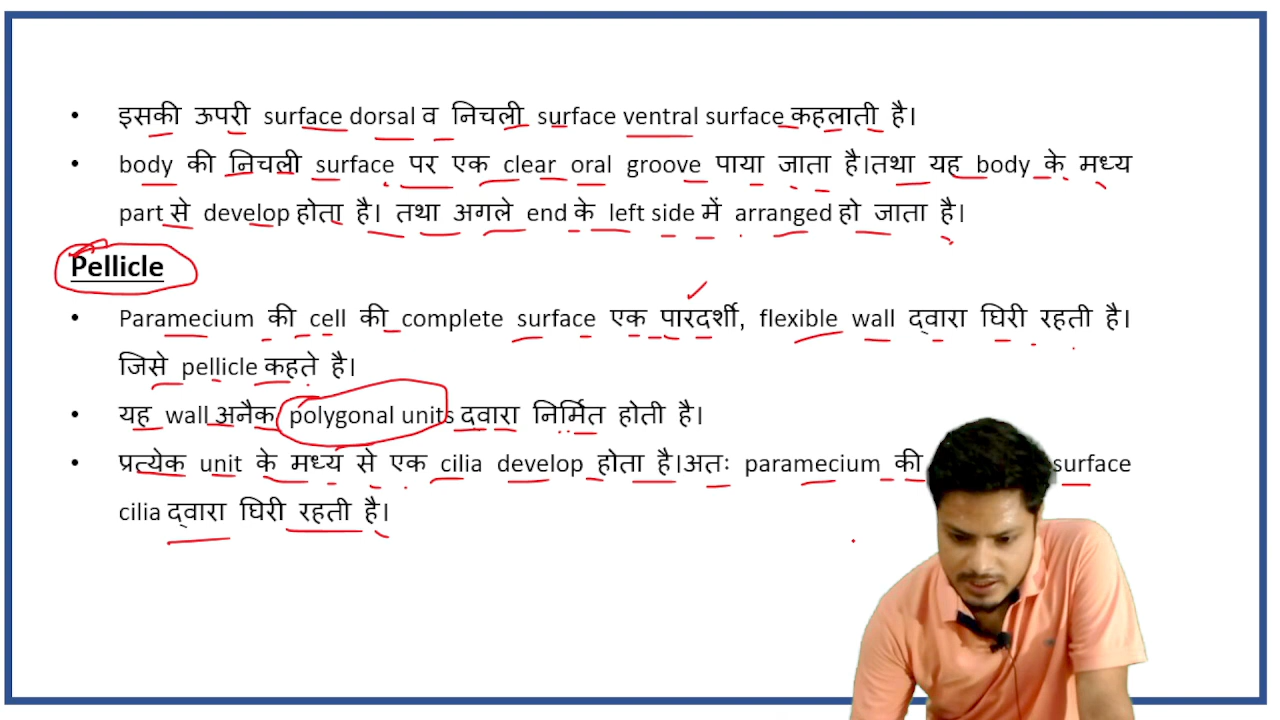 • इसकी ऊपरी surface dorsal व निचली surface ventral surface कहलाती है।
• body की निचली surface पर एक clear oral groove पाया जाता है।तथा यह body के मध्य
part से develop होता है। तथा अगले end के left side में arranged हो जाता है।
Pellicle
• Paramecium की cell की complete surface एक पारदर्शी, flexible wall द्वारा घिरी रहती है।
जिसे pellicle कहते है।
• यह wall अनैक polygonal units दवारा निर्मित होती है।
• प्रत्येक unit के मध्य से एक cilia develop होता है।अतः paramecium की surface
cilia द्वारा घिरी रहती है।